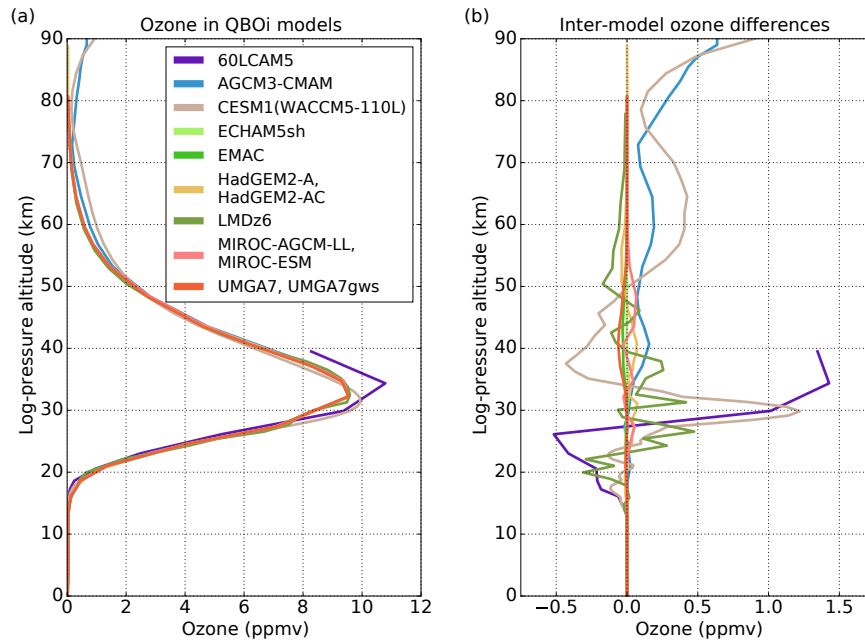 (a)
Ozone in QBOi models
90
80
70
60
50
40
30
20
10
0
Log-pressure altitude (km)
60LCAM5
AGCM3-CMAM
CESM1(WACCM5-110L)
ECHAM5sh
EMAC
HadGEM2-A,
HadGEM2-AC
LMDz6
MIROC-AGCM-LL,
MIROC-ESM
UMGA7, UMGA7gws
0 2 4 6 8 10 12
Ozone (ppmv)
(b)
Inter-model ozone differences
90
80
70
60
50
40
30
20
10
0
Log-pressure altitude (km)
−0.5 0.0 0.5 1.0 1.5
Ozone (ppmv)